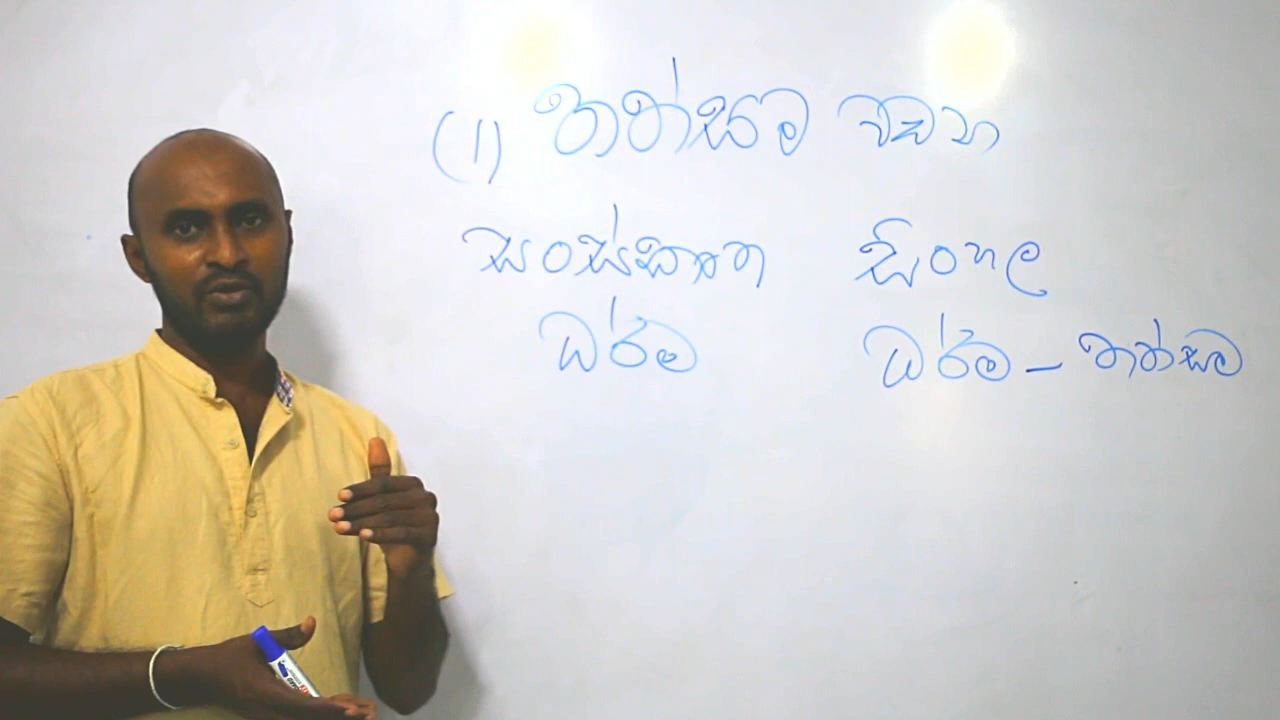 (1) තත්සම වචන
සංස්කෘත සිංහල
ධර්ම ධර්ම – තත්සම